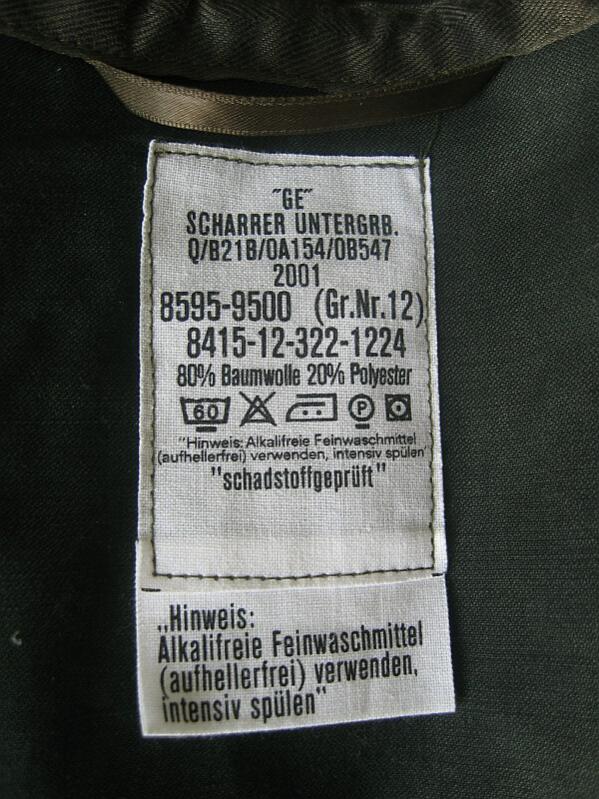 "GE"
SCHARRER UNTERGRB.
Q/B21B/0A154/0B547
2001
8595-9500 (Gr.Nr.12)
8415-12-322-1224
80% Baumwolle 20% Polyester
60 P
"Hinweis: Alkalifreie Feinwaschmittel
(aufhellerfrei) verwenden, intensiv spülen"
"schadstoffgeprüft"
„Hinweis:
Alkalifreie Feinwaschmittel
(aufhellerfrei) verwenden,
intensiv spülen"